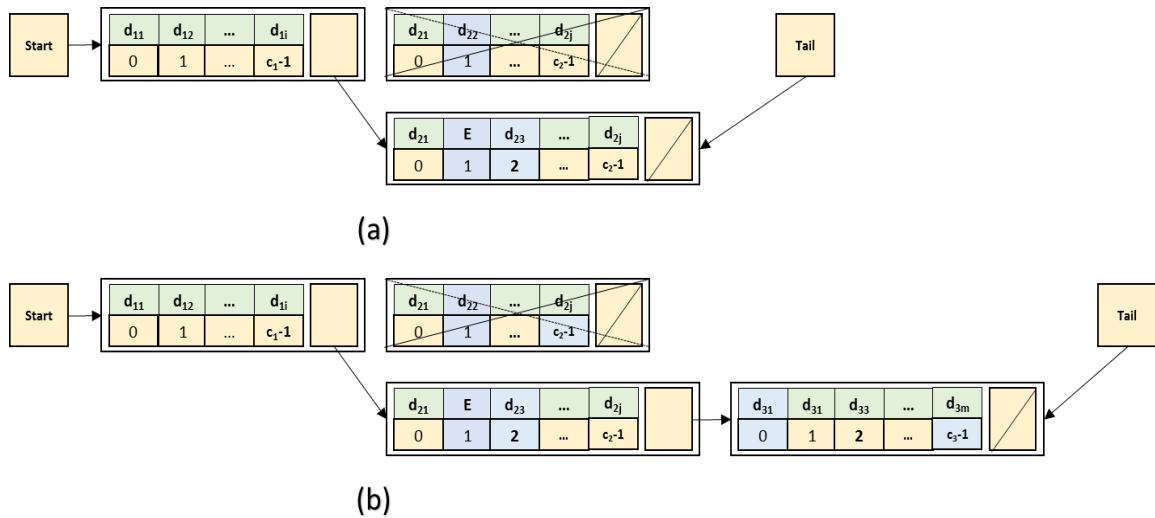 Start d₁₁ d₁₂ ... d₁ᵢ d₂₁ d₂₂ ... d₂ⱼ Tail
0 1 ... c₁-1 0 1 ... c₂-1
d₂₁ E d₂₃ ... d₂ⱼ
0 1 2 ... c₂-1
(a)
Start d₁₁ d₁₂ ... d₁ᵢ d₂₁ d₂₂ ... d₂ⱼ Tail
0 1 ... c₁-1 0 1 ... c₂-1
d₂₁ E d₂₃ ... d₂ⱼ d₃₁ d₃₁ d₃₃ ... d₃ₘ
0 1 2 ... c₂-1 0 1 2 ... c₃-1
(b)